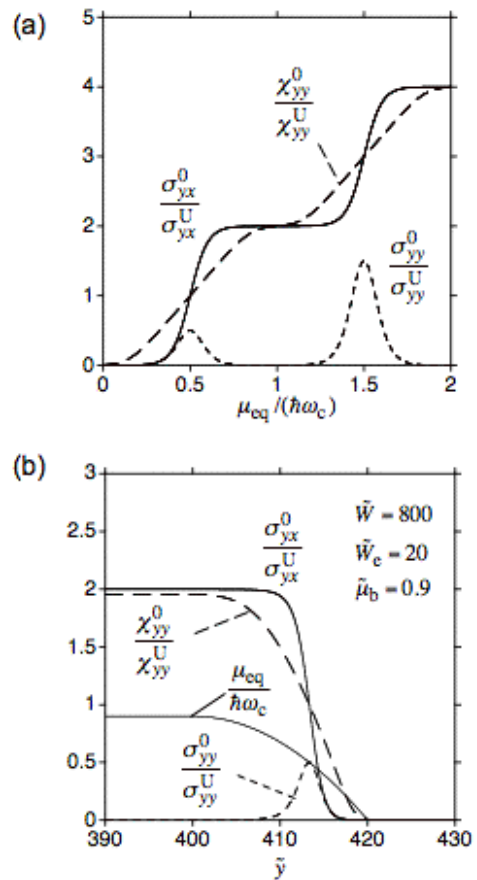 (a)
5
4
3
2
1
0
χ⁰yy
χᵁyy
σ⁰yx
σᵁyx
σ⁰yy
σᵁyy
0 0.5 1 1.5 2
μeq/(ħωc)
(b)
3
2.5
2
1.5
1
0.5
0
σ⁰yx
σᵁyx
W̃ = 800
W̃e = 20
μ̃b = 0.9
χ⁰yy
χᵁyy
μeq
ħωc
σ⁰yy
σᵁyy
390 400 410 420 430
ỹ